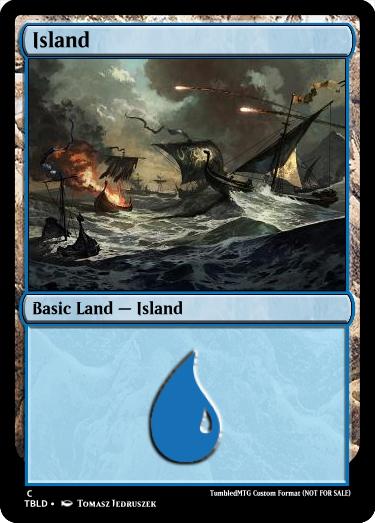 Island
Basic Land — Island
C
TBLD • Tomasz Jedruszek
TumbledMTG Custom Format (NOT FOR SALE)